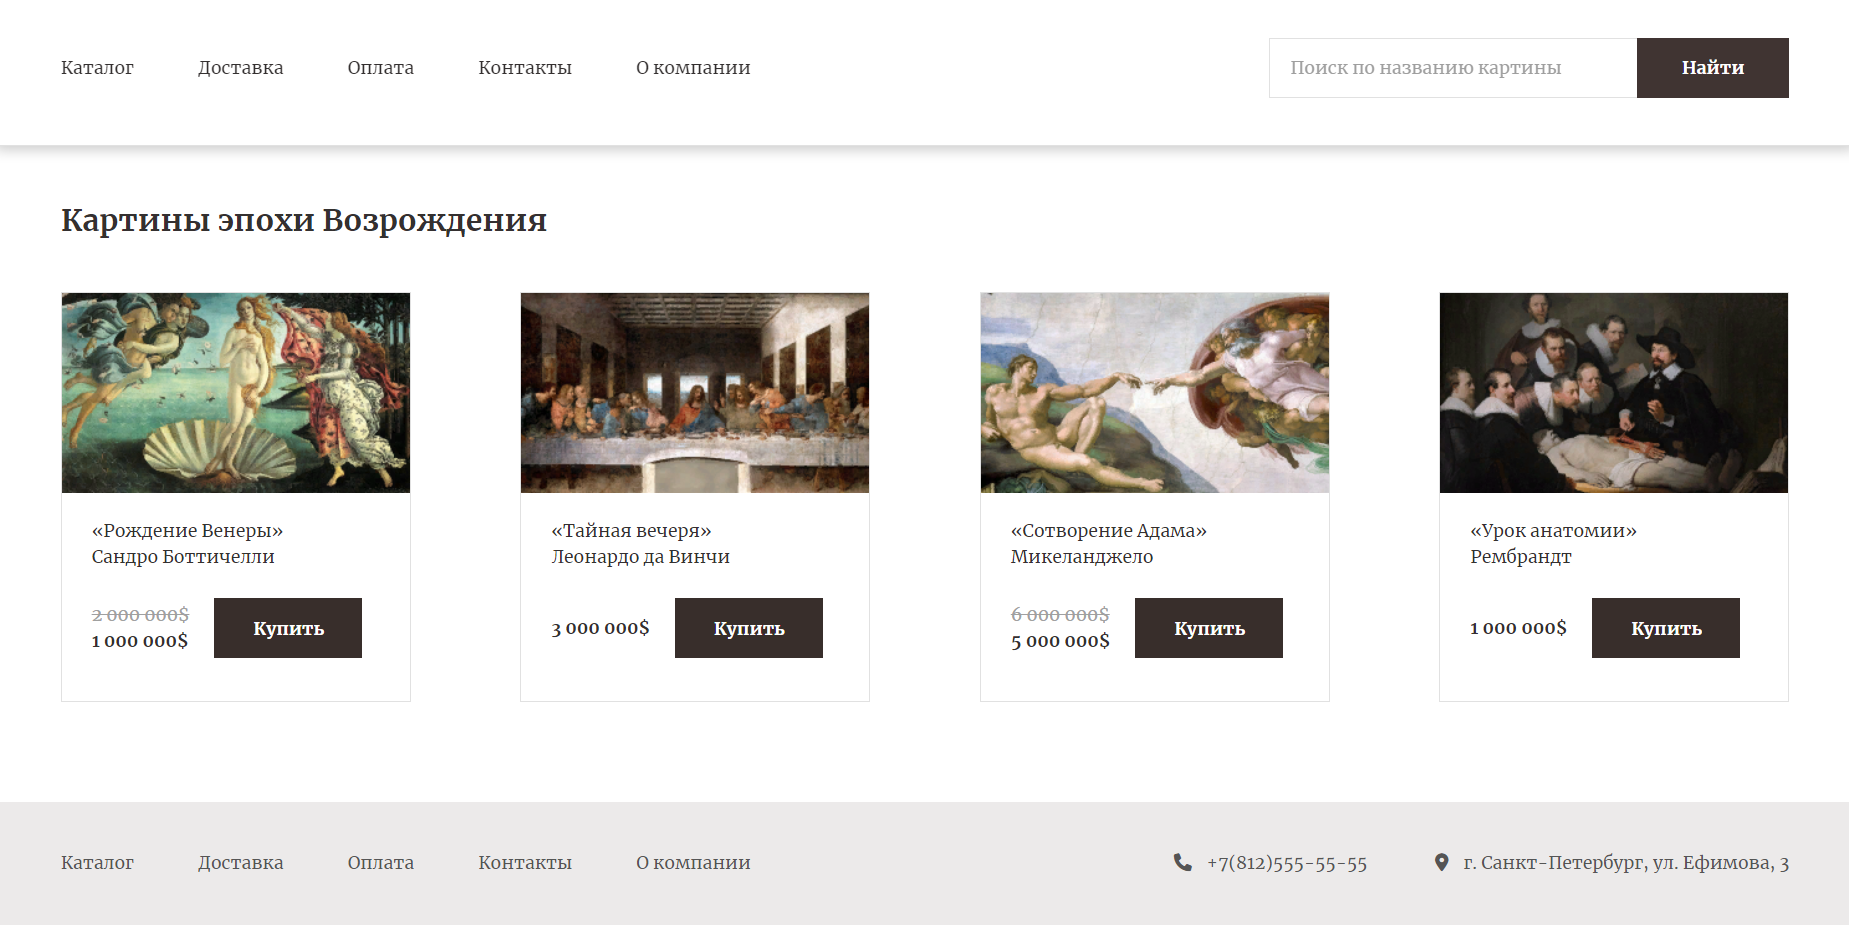 Каталог Доставка Оплата Контакты О компании Поиск по названию картины Найти
Картины эпохи Возрождения
«Рождение Венеры»
Сандро Боттичелли
2 000 000$
1 000 000$
Купить
«Тайная вечеря»
Леонардо да Винчи
3 000 000$
Купить
«Сотворение Адама»
Микеланджело
6 000 000$
5 000 000$
Купить
«Урок анатомии»
Рембрандт
1 000 000$
Купить
Каталог Доставка Оплата Контакты О компании +7(812)555-55-55 г. Санкт-Петербург, ул. Ефимова, 3